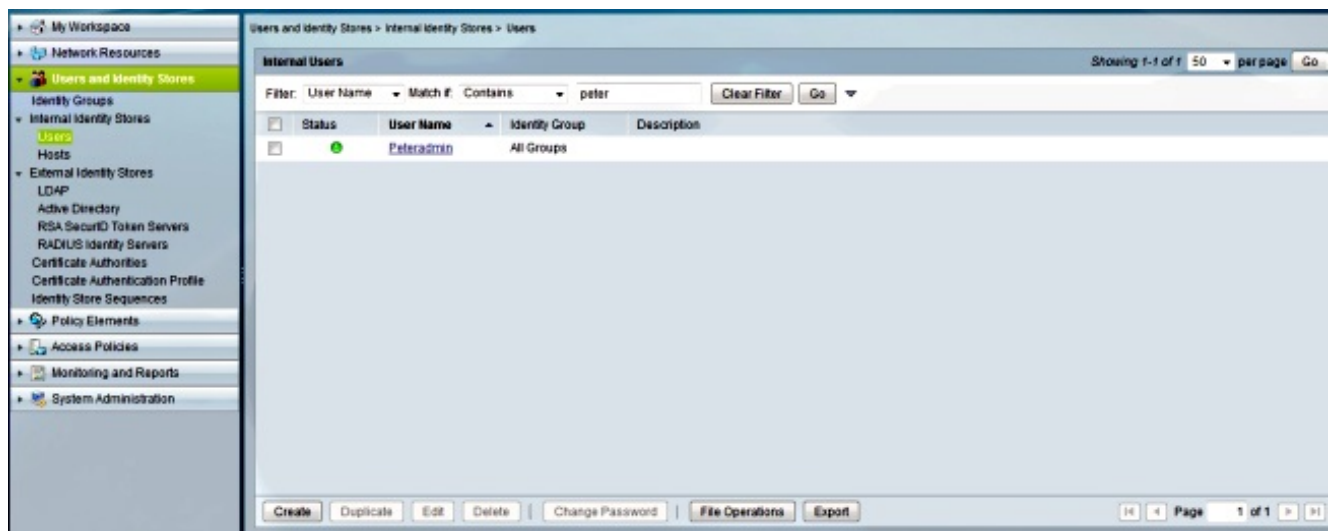 My Workspace
Network Resources
Users and Identity Stores
Identity Groups
Internal Identity Stores
Users
Hosts
External Identity Stores
LDAP
Active Directory
RSA SecurID Token Servers
RADIUS Identity Servers
Certificate Authorities
Certificate Authentication Profile
Identity Store Sequences
Policy Elements
Access Policies
Monitoring and Reports
System Administration
Users and Identity Stores > Internal Identity Stores > Users
Internal Users Showing 1-1 of 1 50 per page Go
Filter: User Name Match if: Contains peter Clear Filter Go
Status User Name Identity Group Description
Peteradmin All Groups
Create Duplicate Edit Delete | Change Password | File Operations Export Page 1 of 1